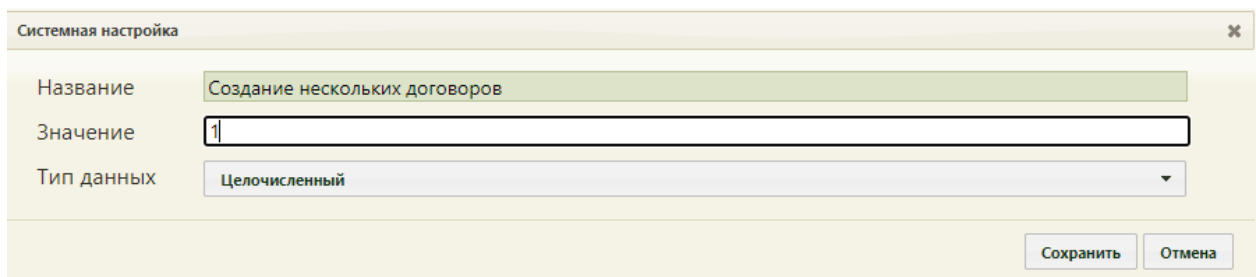 Системная настройка
Название Создание нескольких договоров
Значение 1
Тип данных Целочисленный
Сохранить Отмена